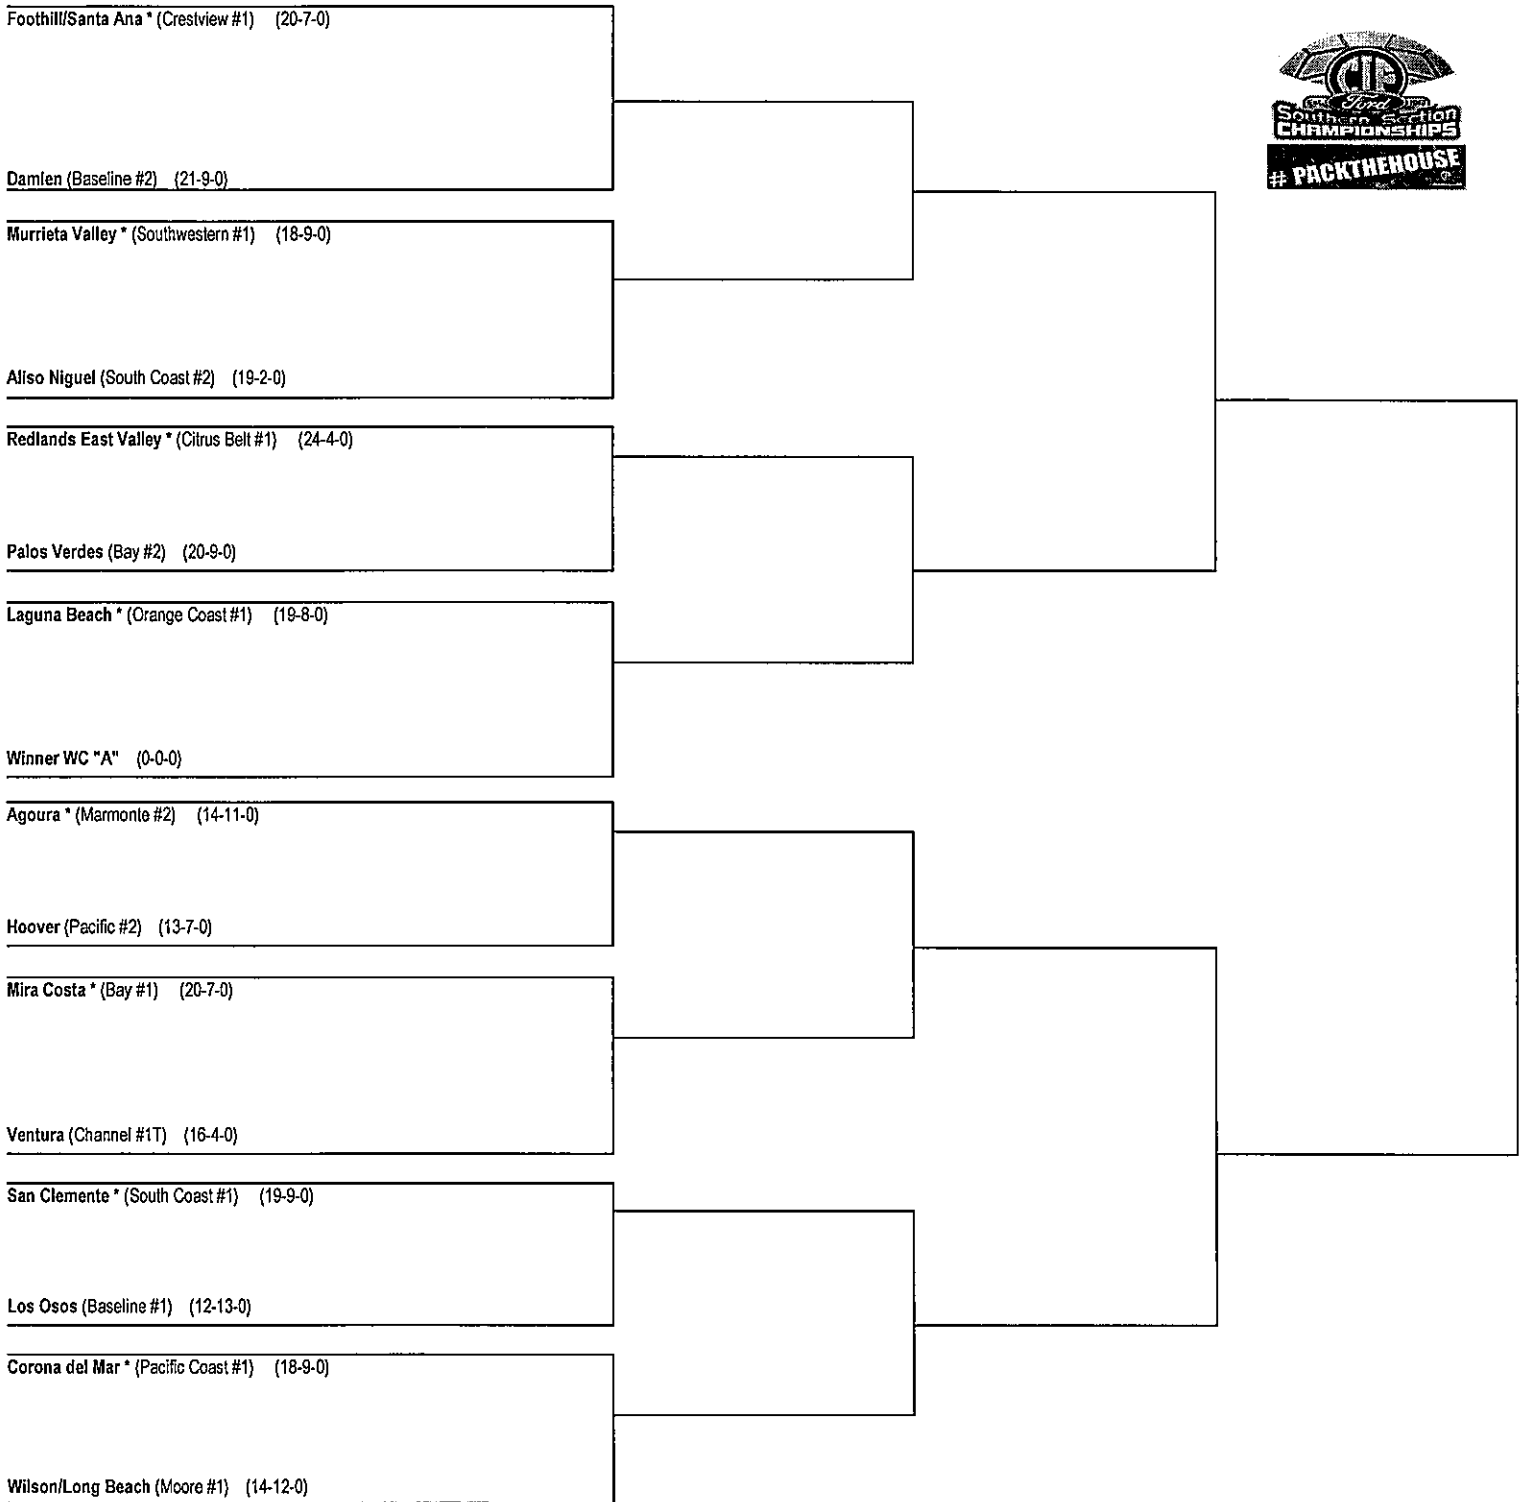 Foothill/Santa Ana * (Crestview #1) (20-7-0)
CIF
Ford
Southern Section
CHAMPIONSHIPS
# PACKTHEHOUSE
Damien (Baseline #2) (21-9-0)
Murrieta Valley * (Southwestern #1) (18-9-0)
Aliso Niguel (South Coast #2) (19-2-0)
Redlands East Valley * (Citrus Belt #1) (24-4-0)
Palos Verdes (Bay #2) (20-9-0)
Laguna Beach * (Orange Coast #1) (19-8-0)
Winner WC "A" (0-0-0)
Agoura * (Marmonte #2) (14-11-0)
Hoover (Pacific #2) (13-7-0)
Mira Costa * (Bay #1) (20-7-0)
Ventura (Channel #1T) (16-4-0)
San Clemente * (South Coast #1) (19-9-0)
Los Osos (Baseline #1) (12-13-0)
Corona del Mar * (Pacific Coast #1) (18-9-0)
Wilson/Long Beach (Moore #1) (14-12-0)